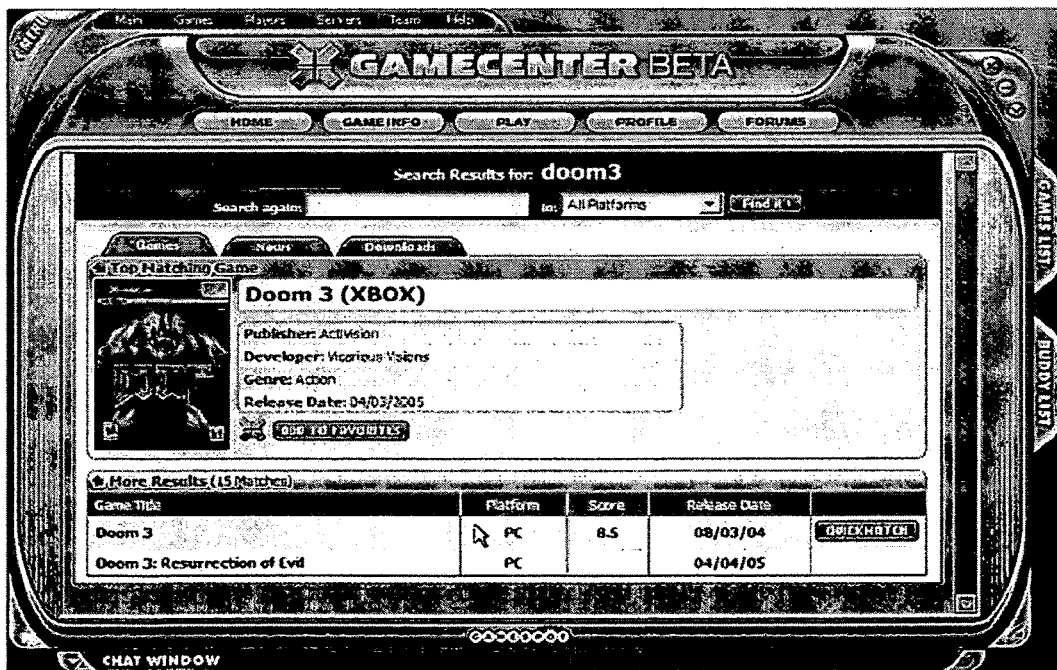 MENU
Main Games Players Servers Team Help
GAMECENTER BETA
HOME GAME INFO PLAY PROFILE FORUMS
Search Results for: doom3
Search again: in: All Platforms Find it
Games News Downloads
Top Matching Game
Doom 3 (XBOX)
Publisher: Activision
Developer: Vicarious Visions
Genre: Action
Release Date: 04/03/2005
ADD TO FAVORITES
More Results (15 Matches)
Game Title Platform Score Release Date
Doom 3 PC 8.5 08/03/04 QUICKMATCH
Doom 3: Resurrection of Evil PC 04/04/05
GAMES LIST
BUDDY LIST
GAMESPOT
CHAT WINDOW